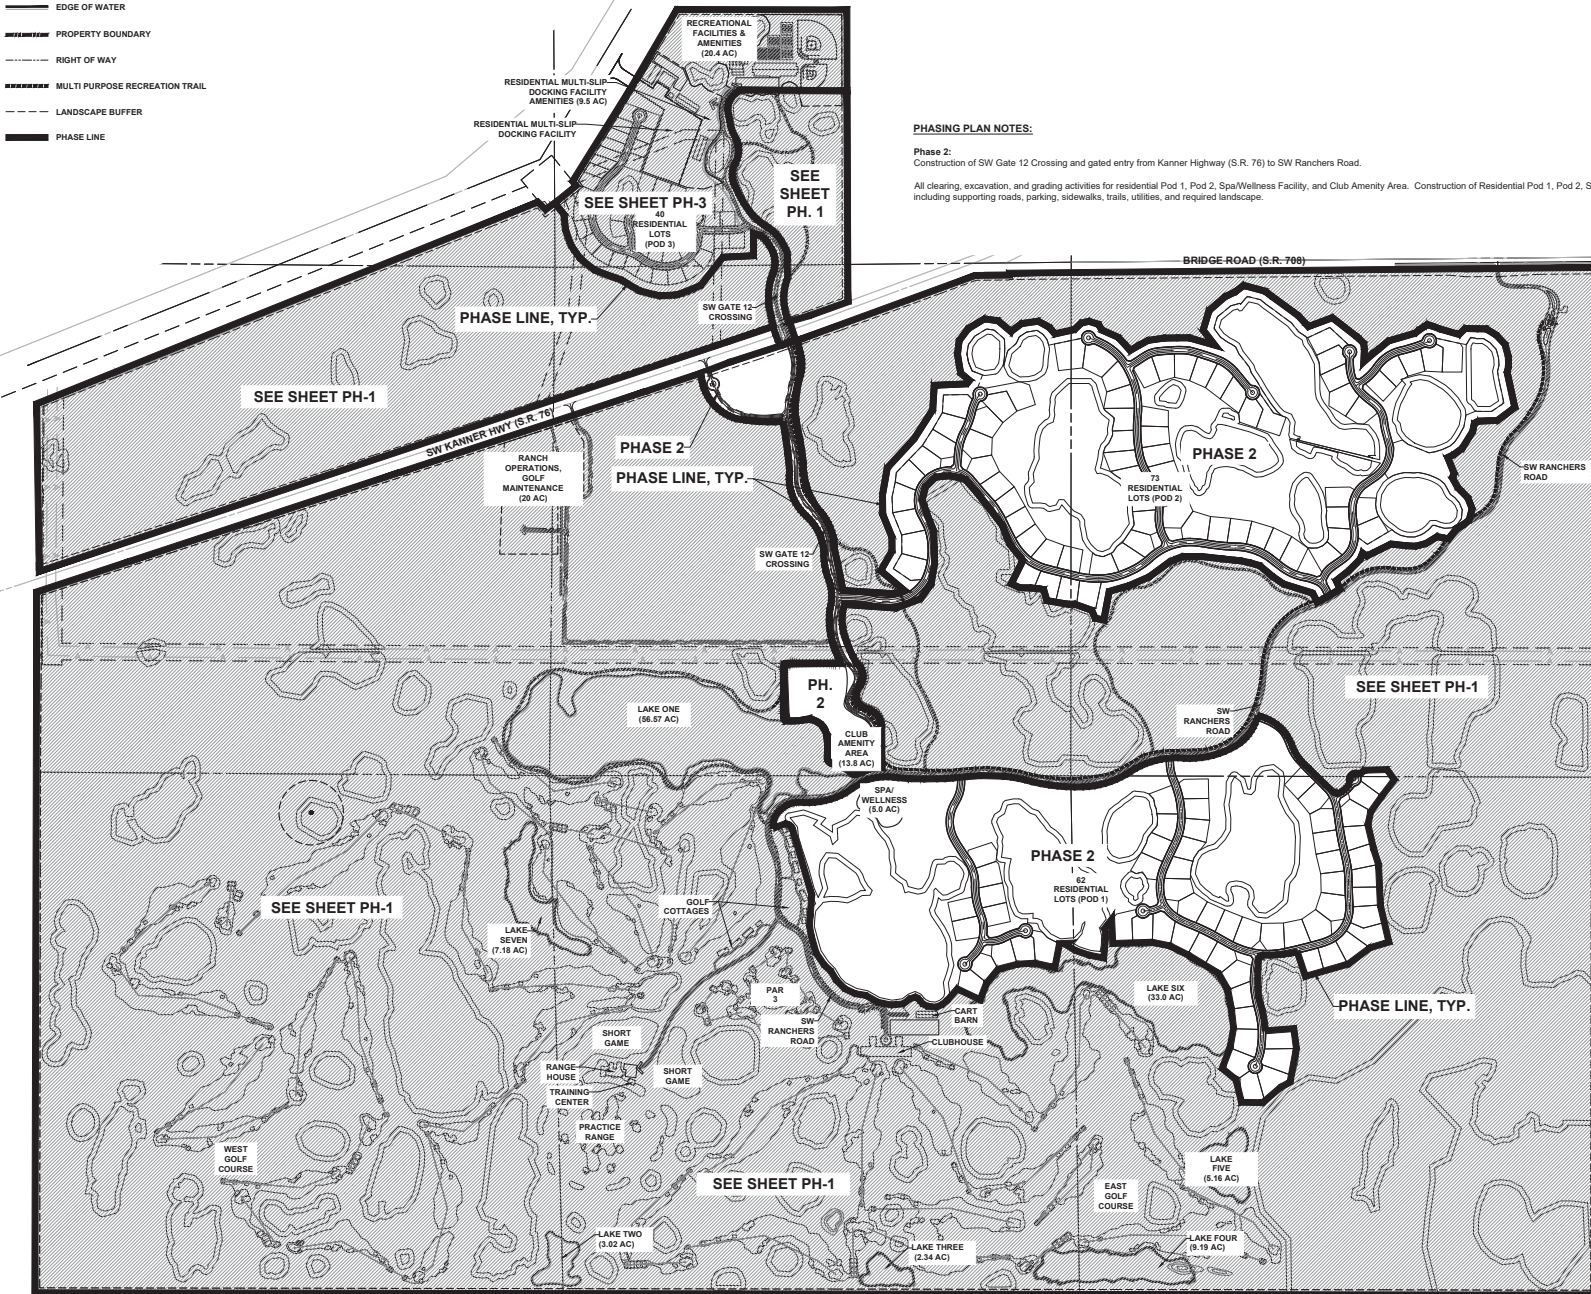 EDGE OF WATER
PROPERTY BOUNDARY
RIGHT OF WAY
MULTI PURPOSE RECREATION TRAIL
LANDSCAPE BUFFER
PHASE LINE
RECREATIONAL
FACILITIES &
AMENITIES
(20.4 AC)
RESIDENTIAL MULTI-SLIP
DOCKING FACILITY
AMENITIES (9.5 AC)
RESIDENTIAL MULTI-SLIP
DOCKING FACILITY
SEE
SHEET
PH. 1
SEE SHEET PH-3
40
RESIDENTIAL
LOTS
(POD 3)
PHASING PLAN NOTES:
Phase 2:
Construction of SW Gate 12 Crossing and gated entry from Kanner Highway (S.R. 76) to SW Ranchers Road.
All clearing, excavation, and grading activities for residential Pod 1, Pod 2, Spa/Wellness Facility, and Club Amenity Area. Construction of Residential Pod 1, Pod 2, S
including supporting roads, parking, sidewalks, trails, utilities, and required landscape.
BRIDGE ROAD (S.R. 708)
PHASE LINE, TYP.
SW GATE 12
CROSSING
SEE SHEET PH-1
SW KANNER HWY (S.R. 76)
PHASE 2
PHASE LINE, TYP.
RANCH
OPERATIONS,
GOLF
MAINTENANCE
(20 AC)
PHASE 2
73
RESIDENTIAL
LOTS (POD 2)
SW RANCHERS
ROAD
SW GATE 12
CROSSING
PH.
2
SEE SHEET PH-1
LAKE ONE
(56.57 AC)
SW
RANCHERS
ROAD
CLUB
AMENITY
AREA
(13.8 AC)
SPA/
WELLNESS
(5.0 AC)
PHASE 2
62
RESIDENTIAL
LOTS (POD 1)
SEE SHEET PH-1
GOLF
COTTAGES
LAKE
SEVEN
(7.18 AC)
PAR
3
LAKE SIX
(33.0 AC)
PHASE LINE, TYP.
SW
RANCHERS
ROAD
CART
BARN
CLUBHOUSE
SHORT
GAME
RANGE
HOUSE
SHORT
GAME
TRAINING
CENTER
PRACTICE
RANGE
WEST
GOLF
COURSE
SEE SHEET PH-1
LAKE
FIVE
(5.16 AC)
EAST
GOLF
COURSE
LAKE TWO
(3.02 AC)
LAKE THREE
(2.34 AC)
LAKE FOUR
(9.19 AC)